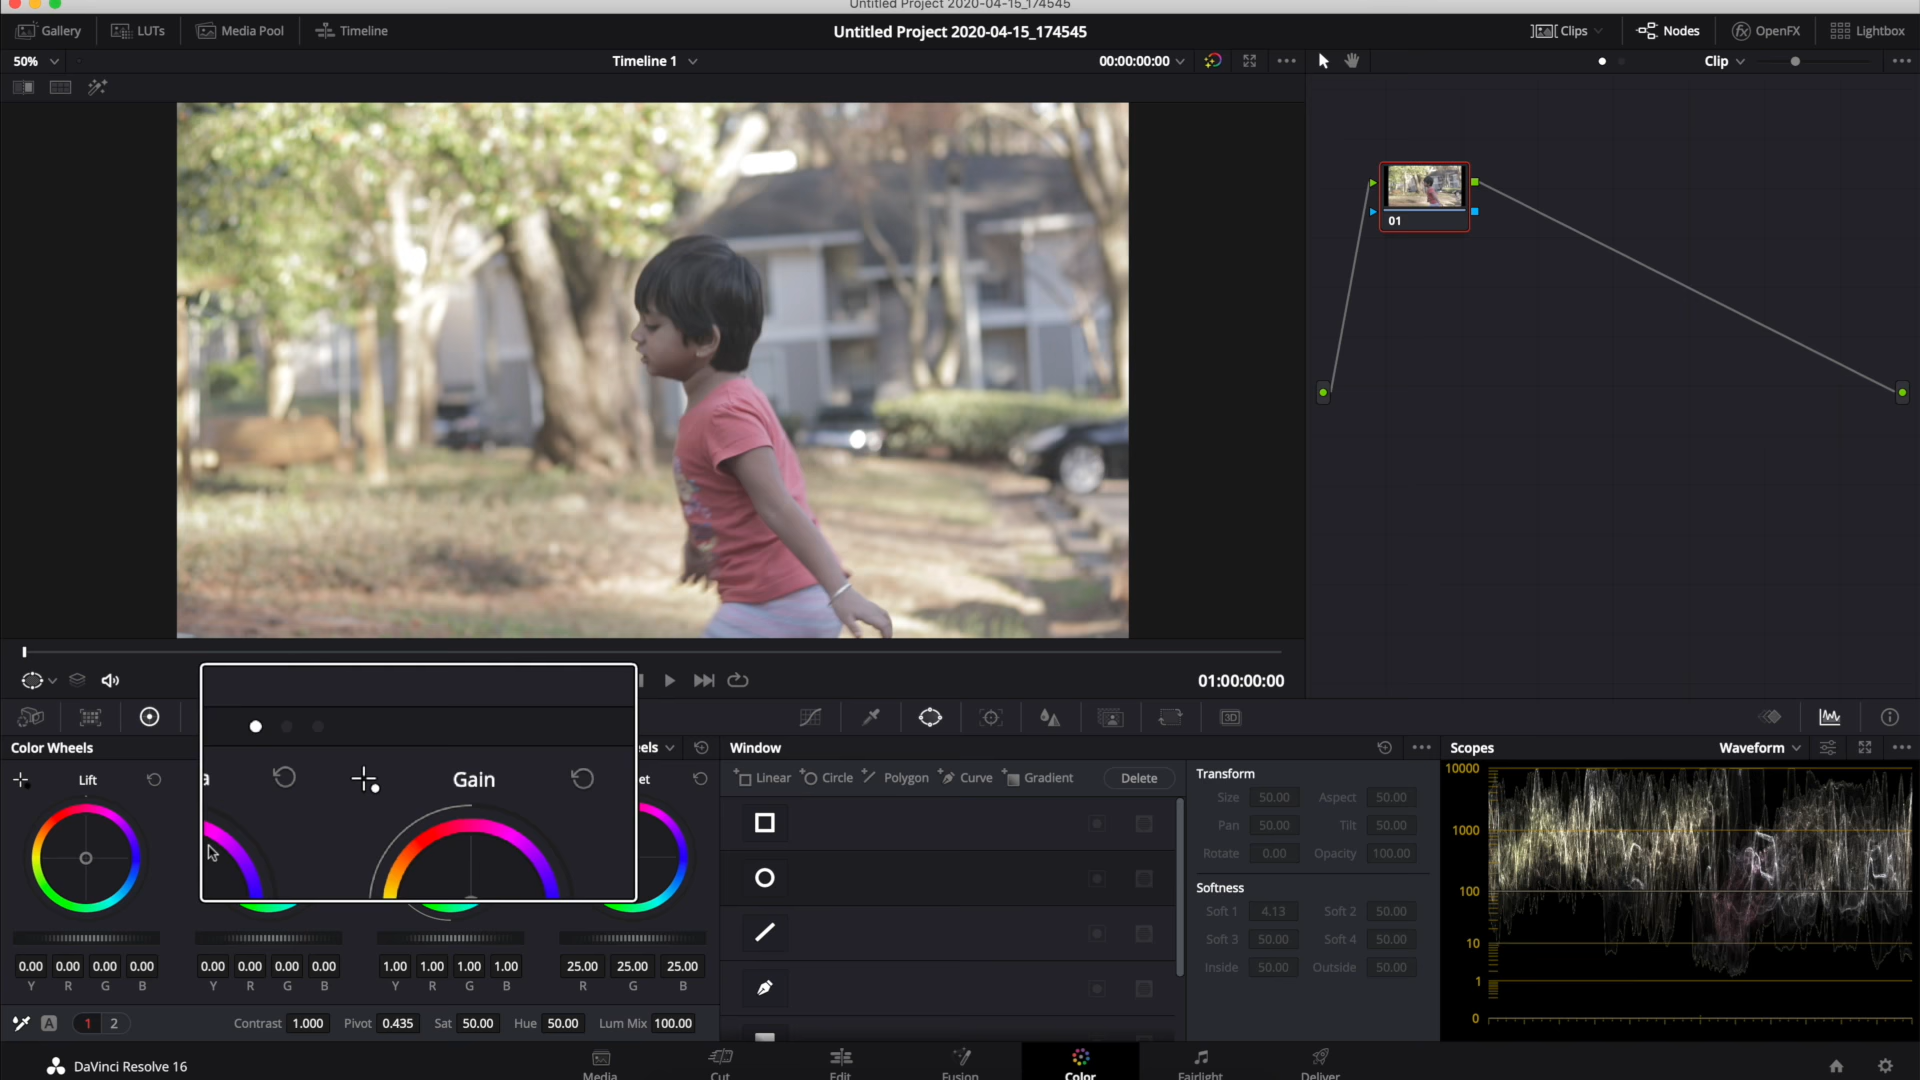 Untitled Project 2020-04-15_174545
Gallery LUTs Media Pool Timeline Untitled Project 2020-04-15_174545 Clips Nodes OpenFX Lightbox
50% Timeline 1 00:00:00:00 Clip
01
01:00:00:00
3D
Color Wheels els Window Scopes Waveform
Lift a Gain et
Linear Circle Polygon Curve Gradient Delete
Transform
Size 50.00 Aspect 50.00
Pan 50.00 Tilt 50.00
Rotate 0.00 Opacity 100.00
Softness
Soft 1 4.13 Soft 2 50.00
Soft 3 50.00 Soft 4 50.00
Inside 50.00 Outside 50.00
10000
1000
100
10
1
0
0.00 0.00 0.00 0.00 0.00 0.00 0.00 0.00 1.00 1.00 1.00 1.00 25.00 25.00 25.00
Y R G B Y R G B Y R G B R G B
A 1 2 Contrast 1.000 Pivot 0.435 Sat 50.00 Hue 50.00 Lum Mix 100.00
DaVinci Resolve 16 Media Cut Edit Fusion Color Fairlight Deliver